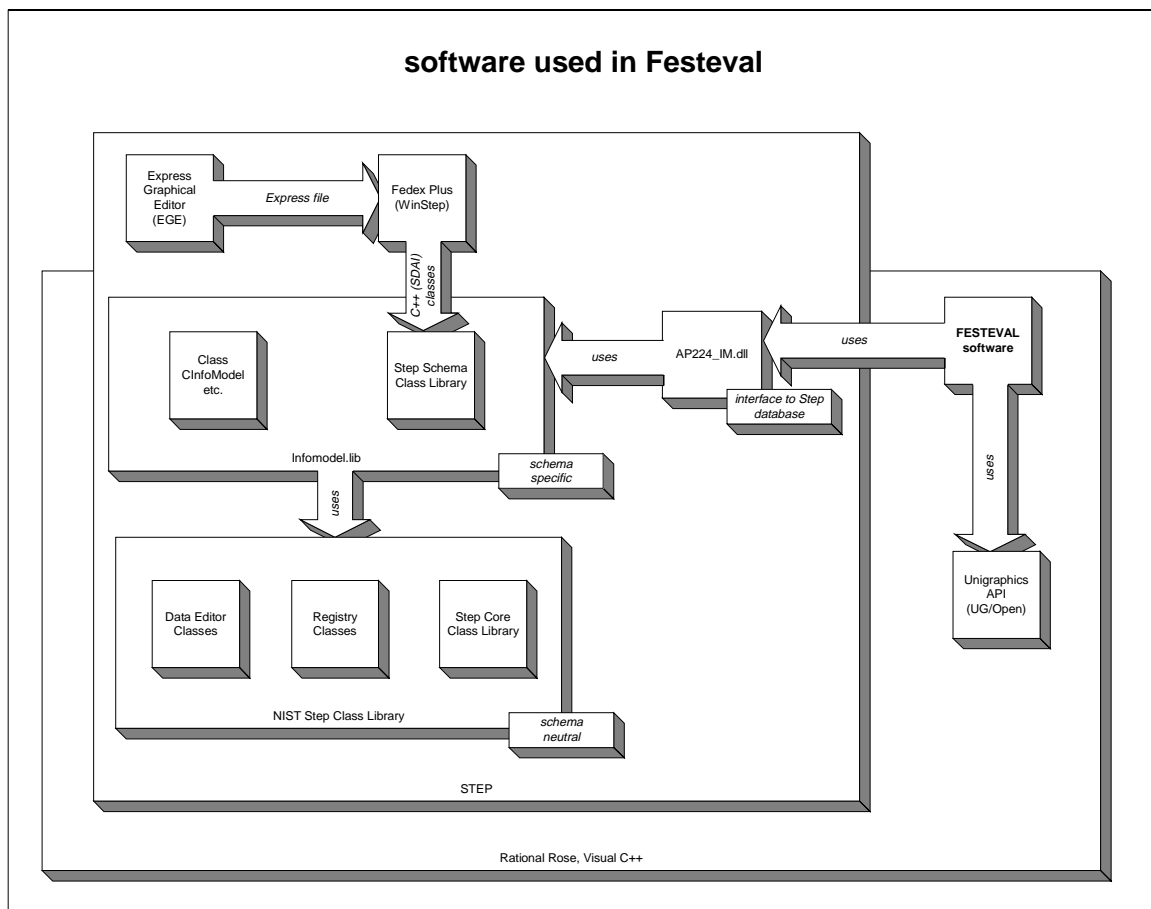 software used in Festeval
Express
Graphical
Editor
(EGE)
Express file
Fedex Plus
(WinStep)
C++ (SDAI)
classes
Class
CInfoModel
etc.
Step Schema
Class Library
uses
AP224_IM.dll
interface to Step
database
uses
FESTEVAL
software
Infomodel.lib
schema
specific
uses
uses
Data Editor
Classes
Registry
Classes
Step Core
Class Library
Unigraphics
API
(UG/Open)
NIST Step Class Library
schema
neutral
STEP
Rational Rose, Visual C++